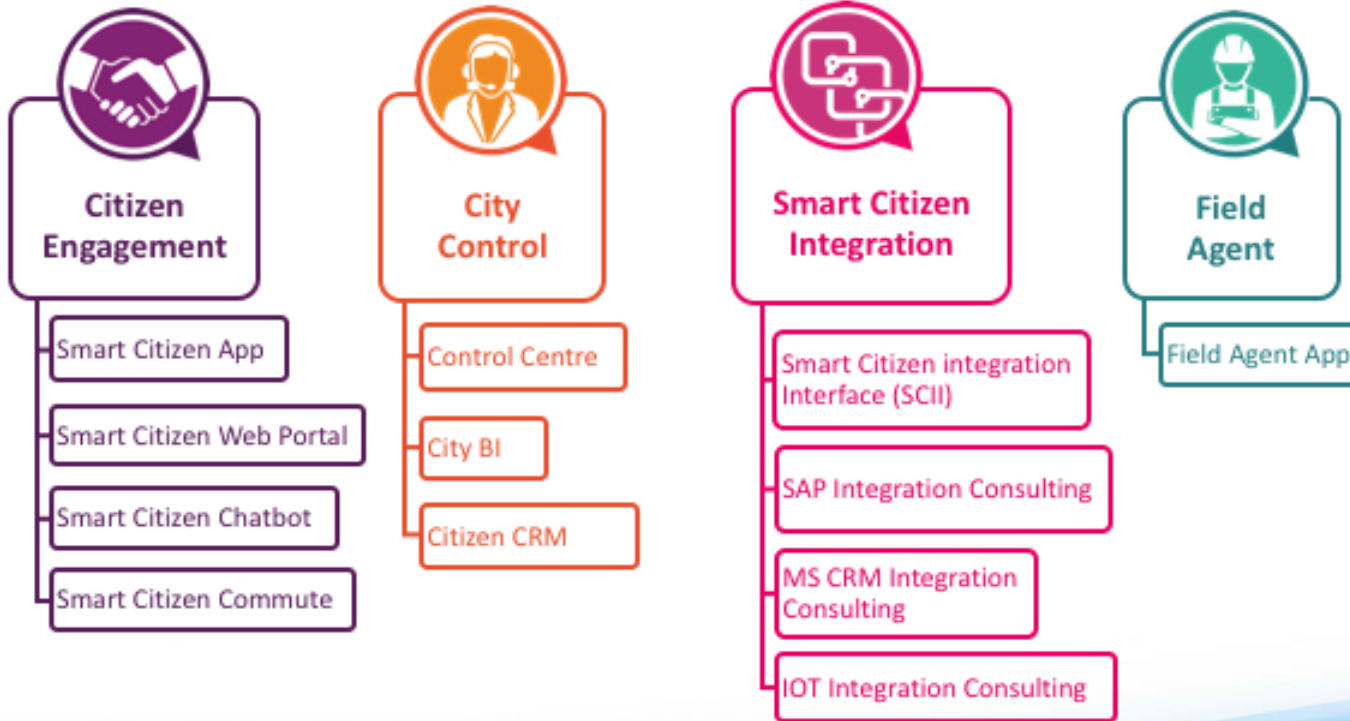 Citizen
Engagement
Smart Citizen App
Smart Citizen Web Portal
Smart Citizen Chatbot
Smart Citizen Commute
City
Control
Control Centre
City BI
Citizen CRM
Smart Citizen
Integration
Smart Citizen integration
Interface (SCII)
SAP Integration Consulting
MS CRM Integration
Consulting
IOT Integration Consulting
Field
Agent
Field Agent App